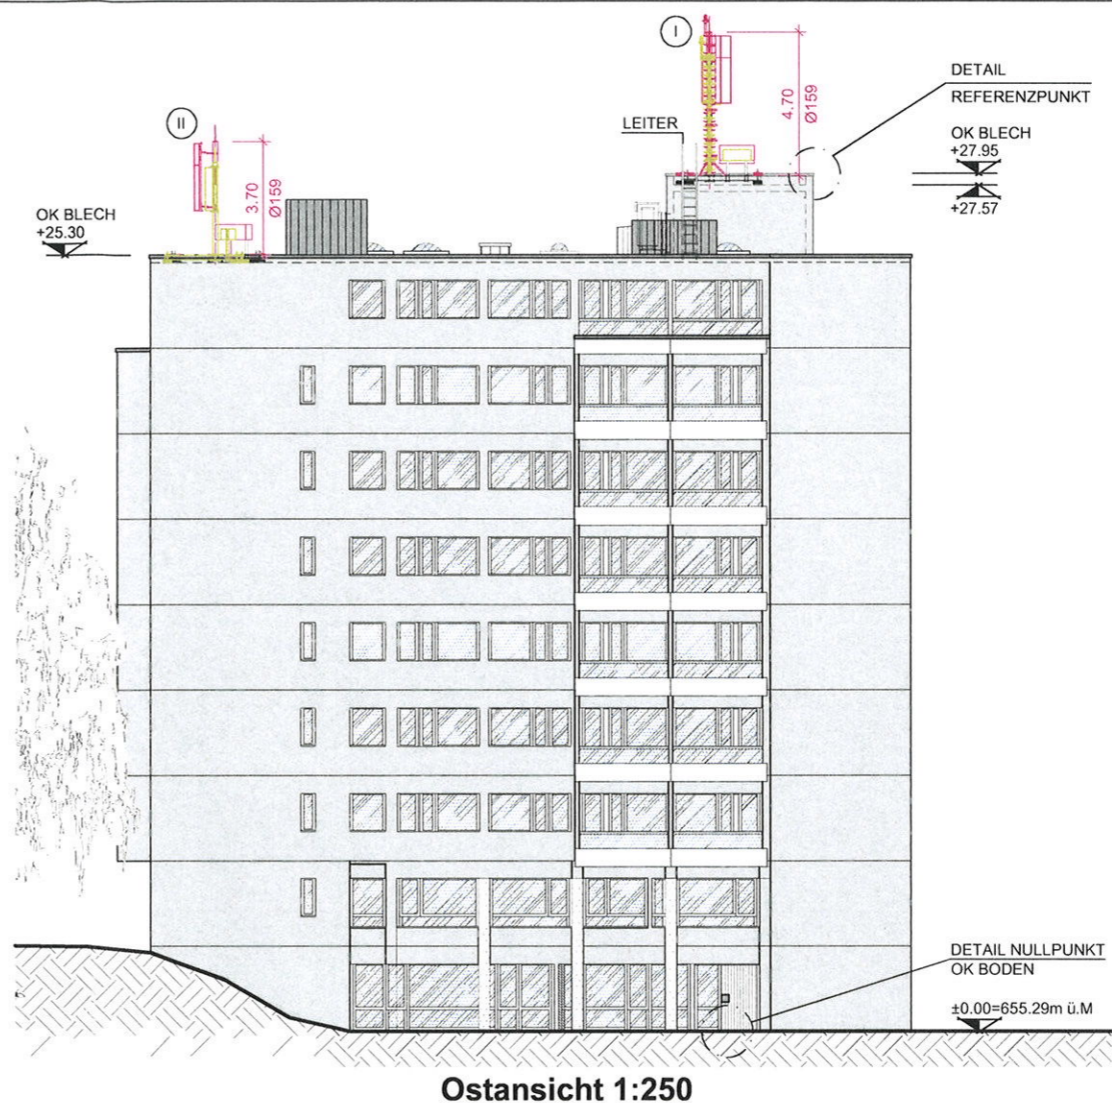 I
DETAIL
REFERENZPUNKT
4.70
Ø159
II
LEITER
OK BLECH
+27.95
3.70
Ø159
+27.57
OK BLECH
+25.30
DETAIL NULLPUNKT
OK BODEN
±0.00=655.29m ü.M
Ostansicht 1:250